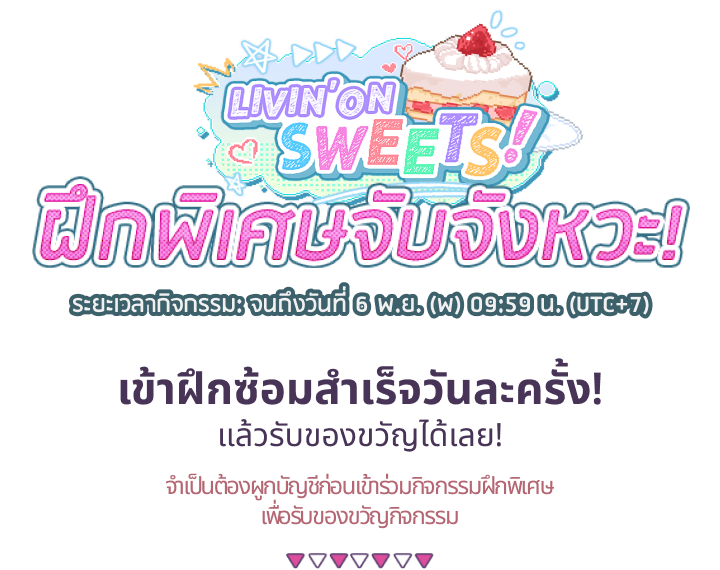 LIVIN'ON
SWEETS!
ฝึกพิเศษจับจังหวะ!
ระยะเวลากิจกรรม: จนถึงวันที่ 6 พ.ย. (พ) 09:59 น. (UTC+7)
เข้าฝึกซ้อมสำเร็จวันละครั้ง!
แล้วรับของขวัญได้เลย!
จำเป็นต้องผูกบัญชีก่อนเข้าร่วมกิจกรรมฝึกพิเศษ
เพื่อรับของขวัญกิจกรรม